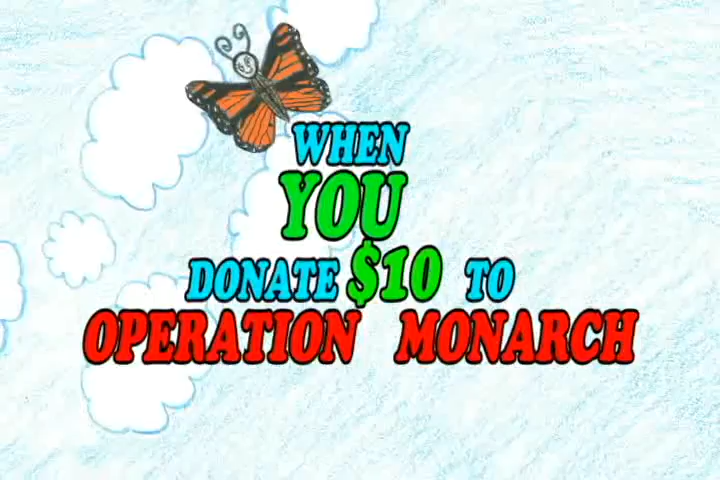 WHEN
YOU
DONATE $10 TO
OPERATION MONARCH